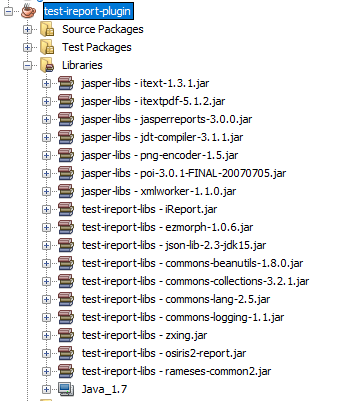 test-ireport-plugin
Source Packages
Test Packages
Libraries
jasper-libs - itext-1.3.1.jar
jasper-libs - itextpdf-5.1.2.jar
jasper-libs - jasperreports-3.0.0.jar
jasper-libs - jdt-compiler-3.1.1.jar
jasper-libs - png-encoder-1.5.jar
jasper-libs - poi-3.0.1-FINAL-20070705.jar
jasper-libs - xmlworker-1.1.0.jar
test-ireport-libs - iReport.jar
test-ireport-libs - ezmorph-1.0.6.jar
test-ireport-libs - json-lib-2.3-jdk15.jar
test-ireport-libs - commons-beanutils-1.8.0.jar
test-ireport-libs - commons-collections-3.2.1.jar
test-ireport-libs - commons-lang-2.5.jar
test-ireport-libs - commons-logging-1.1.jar
test-ireport-libs - zxing.jar
test-ireport-libs - osiris2-report.jar
test-ireport-libs - rameses-common2.jar
Java_1.7